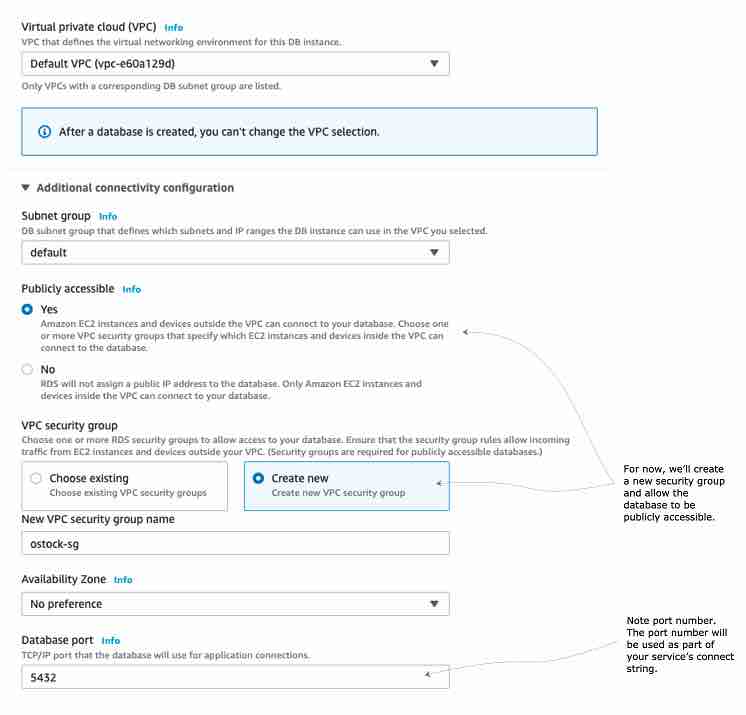 Virtual private cloud (VPC) Info
VPC that defines the virtual networking environment for this DB instance.
Default VPC (vpc-e60a129d)
Only VPCs with a corresponding DB subnet group are listed.
After a database is created, you can't change the VPC selection.
Additional connectivity configuration
Subnet group Info
DB subnet group that defines which subnets and IP ranges the DB instance can use in the VPC you selected.
default
Publicly accessible Info
Yes
Amazon EC2 instances and devices outside the VPC can connect to your database. Choose one
or more VPC security groups that specify which EC2 instances and devices inside the VPC can
connect to the database.
No
RDS will not assign a public IP address to the database. Only Amazon EC2 instances and
devices inside the VPC can connect to your database.
VPC security group
Choose one or more RDS security groups to allow access to your database. Ensure that the security group rules allow incoming
traffic from EC2 instances and devices outside your VPC. (Security groups are required for publicly accessible databases.)
Choose existing
Choose existing VPC security groups
Create new
Create new VPC security group
For now, we'll create
a new security group
and allow the
database to be
publicly accessible.
New VPC security group name
ostock-sg
Availability Zone Info
No preference
Database port Info
TCP/IP port that the database will use for application connections.
5432
Note port number.
The port number will
be used as part of
your service's connect
string.